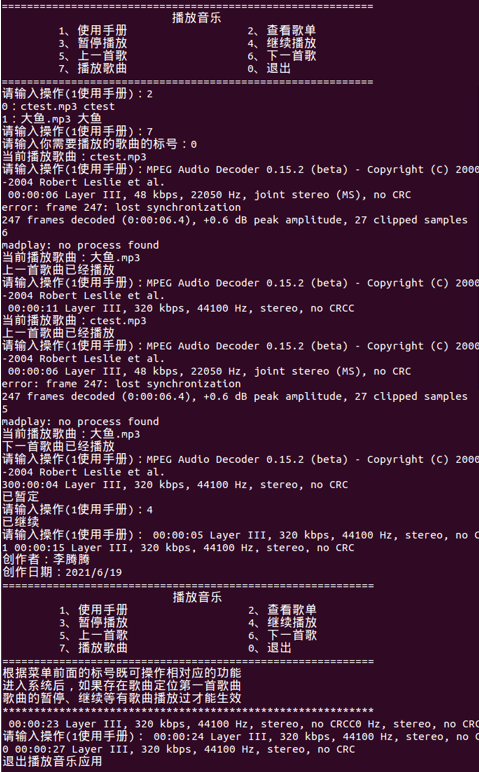 ============================================================
播放音乐
1、使用手册 2、查看歌单
3、暂停播放 4、继续播放
5、上一首歌 6、下一首歌
7、播放歌曲 0、退出
============================================================
请输入操作(1使用手册)：2
0：ctest.mp3 ctest
1：大鱼.mp3 大鱼
请输入操作(1使用手册)：7
请输入你需要播放的歌曲的标号：0
当前播放歌曲：ctest.mp3
请输入操作(1使用手册)：MPEG Audio Decoder 0.15.2 (beta) - Copyright (C) 2000
-2004 Robert Leslie et al.
00:00:06 Layer III, 48 kbps, 22050 Hz, joint stereo (MS), no CRC
error: frame 247: lost synchronization
247 frames decoded (0:00:06.4), +0.6 dB peak amplitude, 27 clipped samples
6
madplay: no process found
当前播放歌曲：大鱼.mp3
上一首歌曲已经播放
请输入操作(1使用手册)：MPEG Audio Decoder 0.15.2 (beta) - Copyright (C) 2000
-2004 Robert Leslie et al.
00:00:11 Layer III, 320 kbps, 44100 Hz, stereo, no CRCC
当前播放歌曲：ctest.mp3
上一首歌曲已经播放
请输入操作(1使用手册)：MPEG Audio Decoder 0.15.2 (beta) - Copyright (C) 2000
-2004 Robert Leslie et al.
00:00:06 Layer III, 48 kbps, 22050 Hz, joint stereo (MS), no CRC
error: frame 247: lost synchronization
247 frames decoded (0:00:06.4), +0.6 dB peak amplitude, 27 clipped samples
5
madplay: no process found
当前播放歌曲：大鱼.mp3
下一首歌曲已经播放
请输入操作(1使用手册)：MPEG Audio Decoder 0.15.2 (beta) - Copyright (C) 2000
-2004 Robert Leslie et al.
300:00:04 Layer III, 320 kbps, 44100 Hz, stereo, no CRC
已暂定
请输入操作(1使用手册)：4
已继续
请输入操作(1使用手册)： 00:00:05 Layer III, 320 kbps, 44100 Hz, stereo, no C
1 00:00:15 Layer III, 320 kbps, 44100 Hz, stereo, no CRC
创作者：李腾腾
创作日期：2021/6/19
============================================================
播放音乐
1、使用手册 2、查看歌单
3、暂停播放 4、继续播放
5、上一首歌 6、下一首歌
7、播放歌曲 0、退出
============================================================
根据菜单前面的标号既可操作相对应的功能
进入系统后，如果存在歌曲定位第一首歌曲
歌曲的暂停、继续等有歌曲播放过才能生效
************************************************************
00:00:23 Layer III, 320 kbps, 44100 Hz, stereo, no CRCC0 Hz, stereo, no CRC
请输入操作(1使用手册)： 00:00:24 Layer III, 320 kbps, 44100 Hz, stereo, no C
0 00:00:27 Layer III, 320 kbps, 44100 Hz, stereo, no CRC
退出播放音乐应用